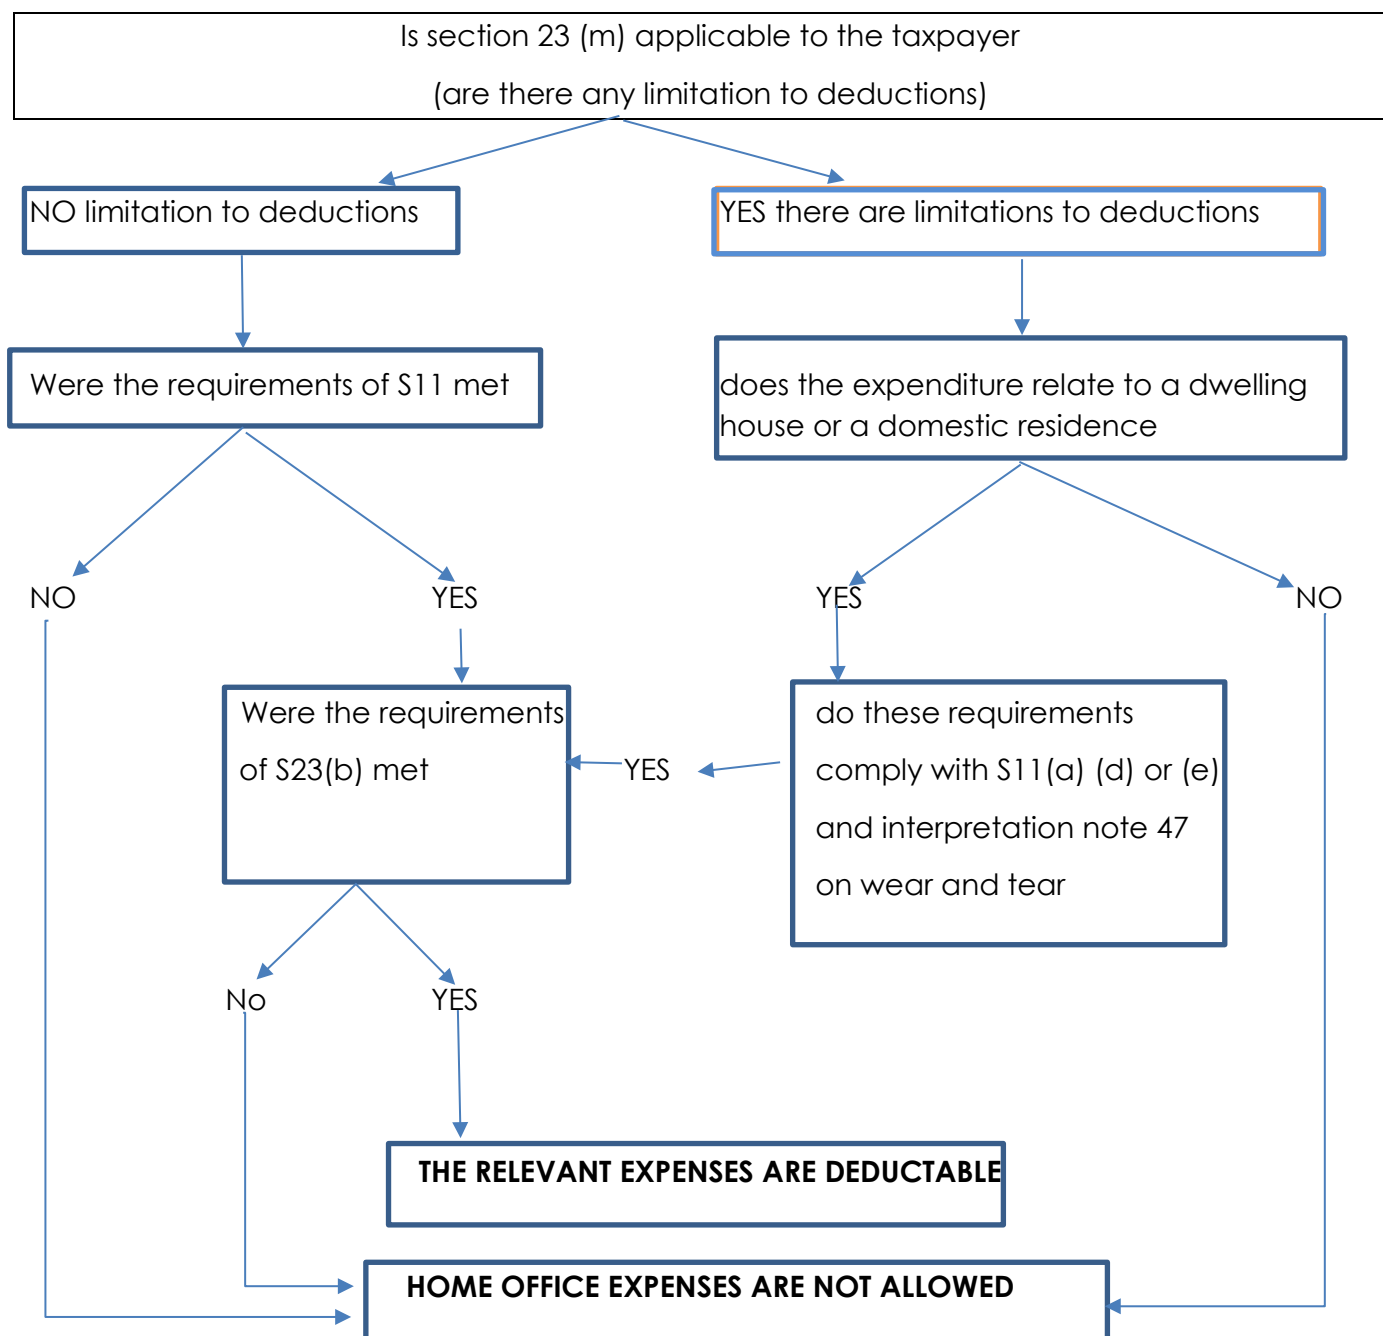 Is section 23 (m) applicable to the taxpayer
(are there any limitation to deductions)
NO limitation to deductions
YES there are limitations to deductions
Were the requirements of S11 met
does the expenditure relate to a dwelling
house or a domestic residence
NO
YES
YES
NO
Were the requirements
of S23(b) met
YES
do these requirements
comply with S11(a) (d) or (e)
and interpretation note 47
on wear and tear
No
YES
THE RELEVANT EXPENSES ARE DEDUCTABLE
HOME OFFICE EXPENSES ARE NOT ALLOWED